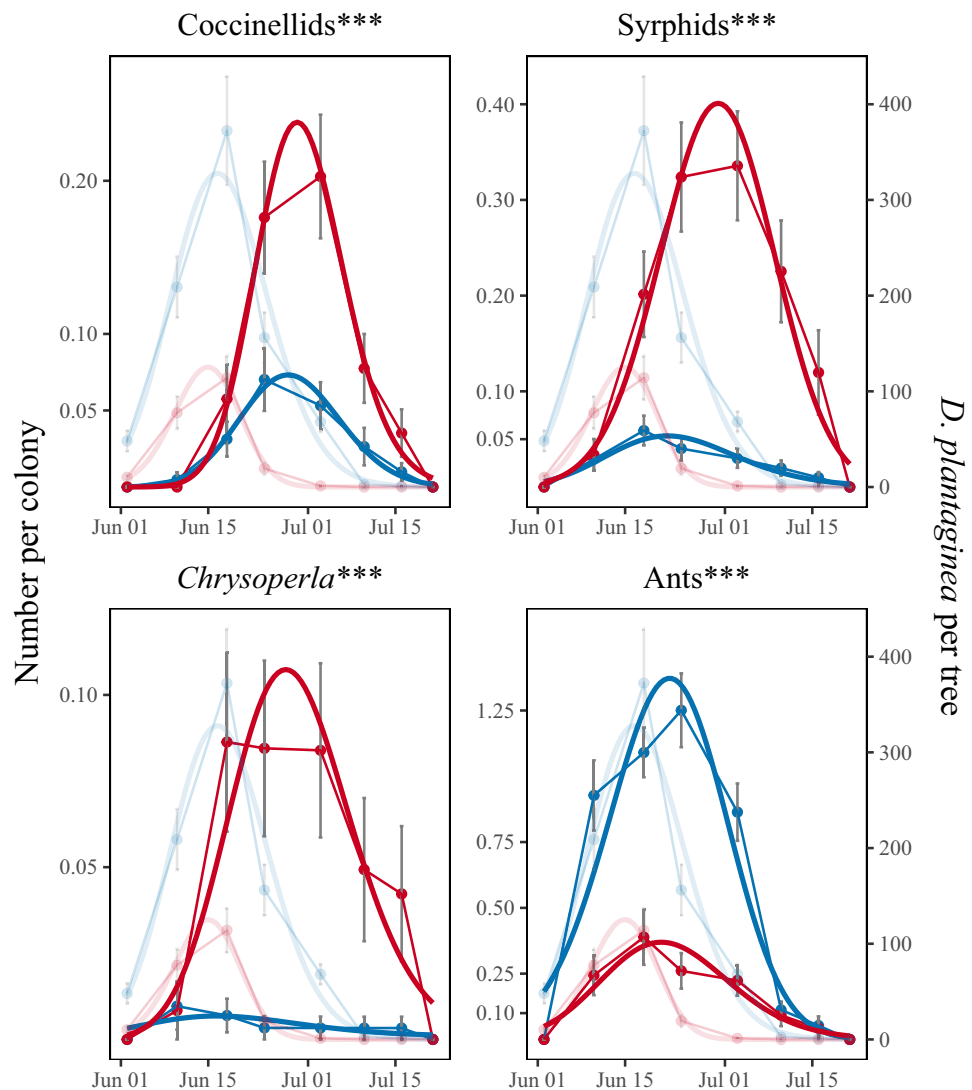 Coccinellids***
Syrphids***
0.20
0.10
0.05
Jun 01 Jun 15 Jul 01 Jul 15
0.40
0.30
0.20
0.10
0.05
400
300
200
100
0
Jun 01 Jun 15 Jul 01 Jul 15
Number per colony
D. plantaginea per tree
Chrysoperla***
Ants***
0.10
0.05
Jun 01 Jun 15 Jul 01 Jul 15
1.25
0.75
0.50
0.25
0.10
400
300
200
100
0
Jun 01 Jun 15 Jul 01 Jul 15